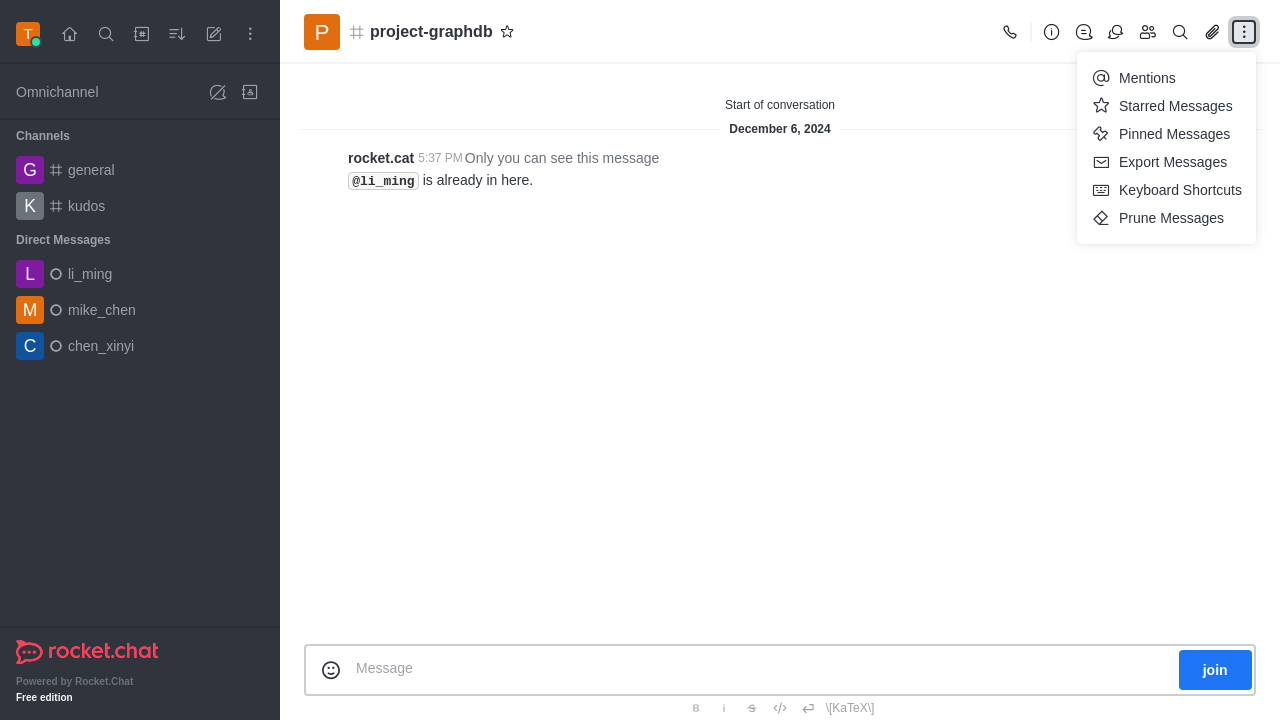 T
Omnichannel
Channels
G general
K kudos
Direct Messages
L li_ming
M mike_chen
C chen_xinyi
rocket.chat
Powered by Rocket.Chat
Free edition
P project-graphdb
Mentions
Starred Messages
Pinned Messages
Export Messages
Keyboard Shortcuts
Prune Messages
Start of conversation
December 6, 2024
rocket.cat 5:37 PM Only you can see this message
@li_ming is already in here.
Message
join
B i S \[KaTeX\]